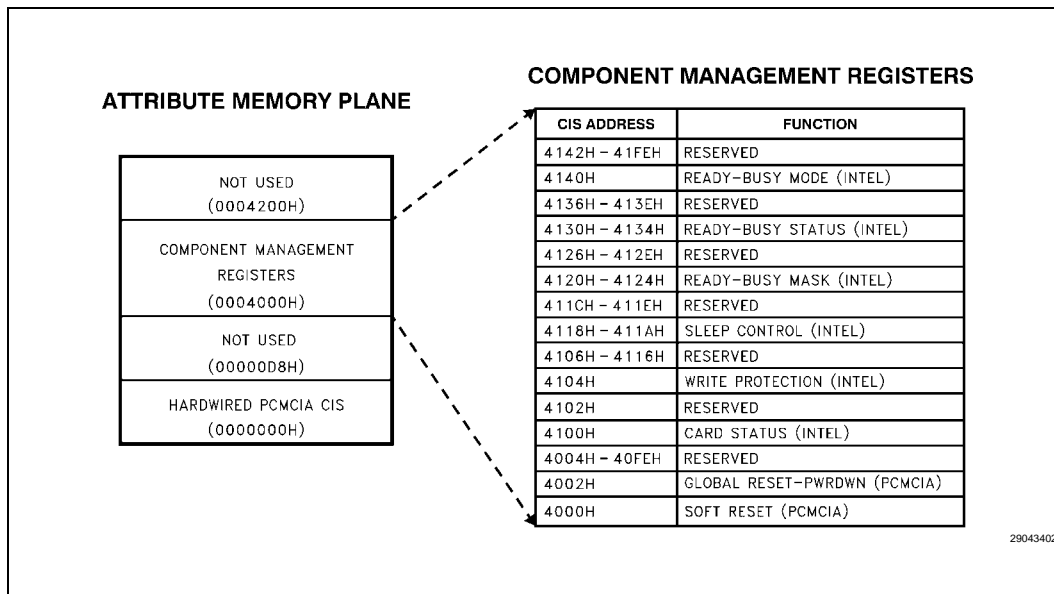 ATTRIBUTE MEMORY PLANE
NOT USED
(0004200H)
COMPONENT MANAGEMENT
REGISTERS
(0004000H)
NOT USED
(00000D8H)
HARDWIRED PCMCIA CIS
(0000000H)
COMPONENT MANAGEMENT REGISTERS
CIS ADDRESS FUNCTION
4142H - 41FEH RESERVED
4140H READY-BUSY MODE (INTEL)
4136H - 413EH RESERVED
4130H - 4134H READY-BUSY STATUS (INTEL)
4126H - 412EH RESERVED
4120H - 4124H READY-BUSY MASK (INTEL)
411CH - 411EH RESERVED
4118H - 411AH SLEEP CONTROL (INTEL)
4106H - 4116H RESERVED
4104H WRITE PROTECTION (INTEL)
4102H RESERVED
4100H CARD STATUS (INTEL)
4004H - 40FEH RESERVED
4002H GLOBAL RESET-PWRDWN (PCMCIA)
4000H SOFT RESET (PCMCIA)
29043402